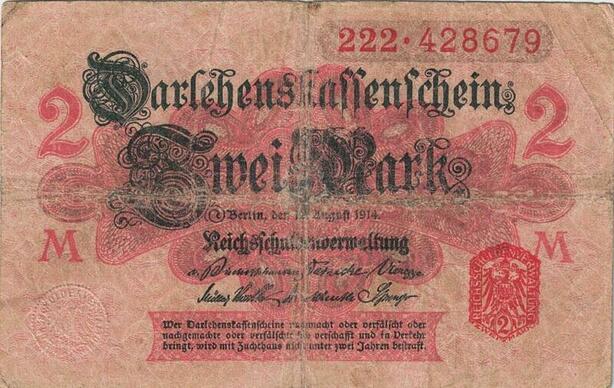 222·428679
Darlehenskassenschein
2 2
Zwei Mark
Berlin, den 12. August 1914.
M M
Reichsschuldenverwaltung
Wer Darlehenskassenscheine nachmacht oder verfälscht oder
nachgemachte oder verfälschte sich verschafft und in Verkehr
bringt, wird mit Zuchthaus nicht unter zwei Jahren bestraft.
2